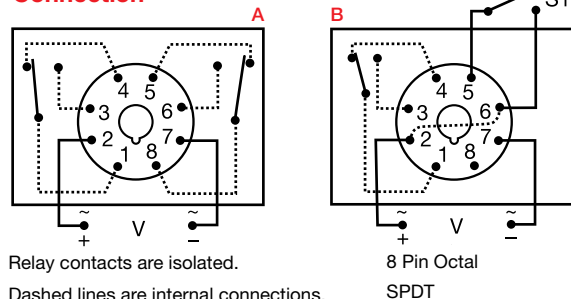 A
B
4 5
3 6
2 7
1 8
~ V ~
+ −
4 5
3 6
2 7
1 8
~ V ~
+ −
Relay contacts are isolated.
Dashed lines are internal connections.
8 Pin Octal
SPDT